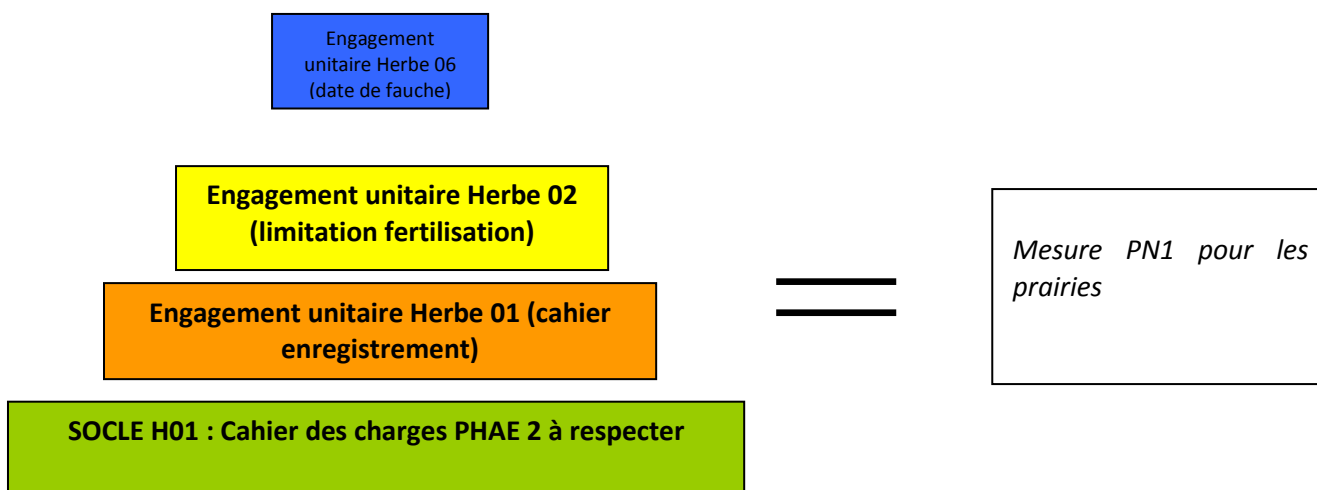 Engagement
unitaire Herbe 06
(date de fauche)
Engagement unitaire Herbe 02
(limitation fertilisation)
Engagement unitaire Herbe 01 (cahier
enregistrement)
SOCLE H01 : Cahier des charges PHAE 2 à respecter
Mesure PN1 pour les
prairies